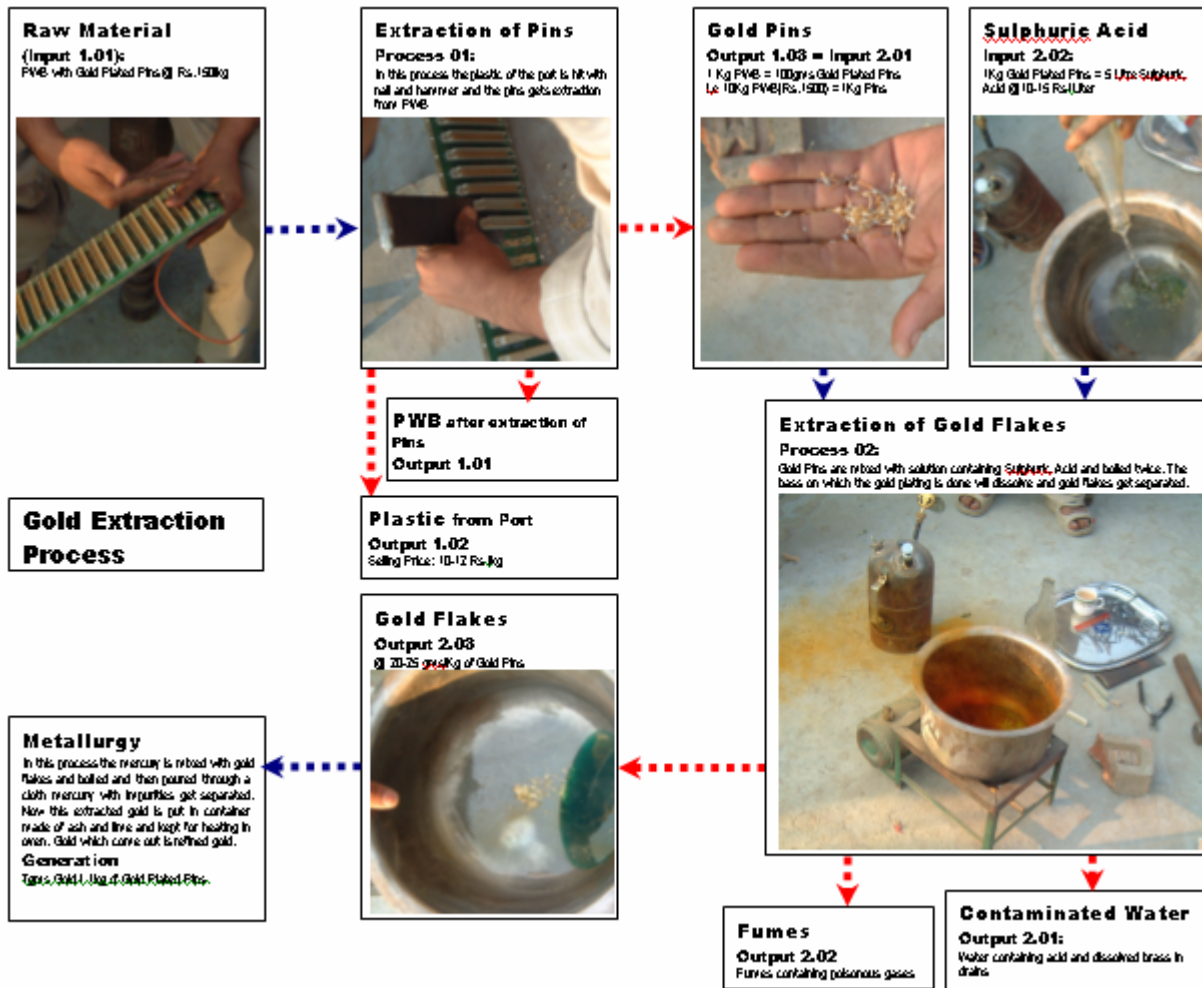 Raw Material
(Input 1.01):
PWB with Gold Plated Pins @ Rs.150kg
Extraction of Pins
Process 01:
In this process the plastic of the port is hit with
nail and hammer and the pins gets extraction
from PWB
Gold Pins
Output 1.03 = Input 2.01
1 Kg PWB = 100gms Gold Plated Pins
i.e 10Kg PWB(Rs.1500) = 1Kg Pins
Sulphuric Acid
Input 2.02:
1Kg Gold Plated Pins = 5 Litre Sulphuric
Acid @ 10-15 Rs/Liter
PWB after extraction of
Pins
Output 1.01
Extraction of Gold Flakes
Process 02:
Gold Pins are mixed with solution containing Sulphuric Acid and boiled twice. The
bass on which the gold plating is done will dissolve and gold flakes get separated.
Gold Extraction
Process
Plastic from Port
Output 1.02
Selling Price: 10-12 Rs./kg
Gold Flakes
Output 2.03
@ 20-25 gms/Kg of Gold Pins
Metallurgy
In this process the mercury is mixed with gold
flakes and boiled and then poured through a
cloth mercury with impurities get separated.
Now this extracted gold is put in container
made of ash and lime and kept for heating in
oven. Gold which come out is refined gold.
Generation
Gold of Gold Plated Pins
Fumes
Output 2.02
Fumes containing poisonous gases
Contaminated Water
Output 2.01:
Water containing acid and dissolved brass in
drains